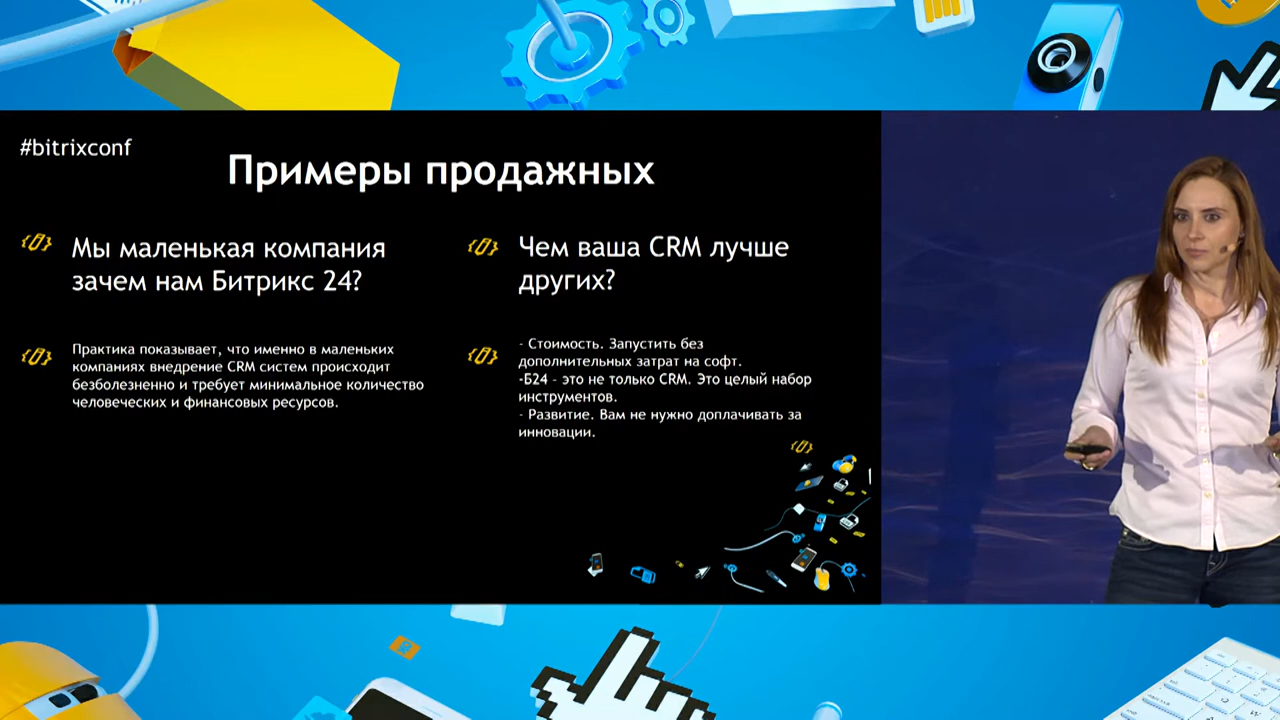 #bitrixconf
Примеры продажных
Мы маленькая компания
зачем нам Битрикс 24?
Практика показывает, что именно в маленьких
компаниях внедрение CRM систем происходит
безболезненно и требует минимальное количество
человеческих и финансовых ресурсов.
Чем ваша CRM лучше
других?
- Стоимость. Запустить без
дополнительных затрат на софт.
-Б24 – это не только CRM. Это целый набор
инструментов.
- Развитие. Вам не нужно доплачивать за
инновации.